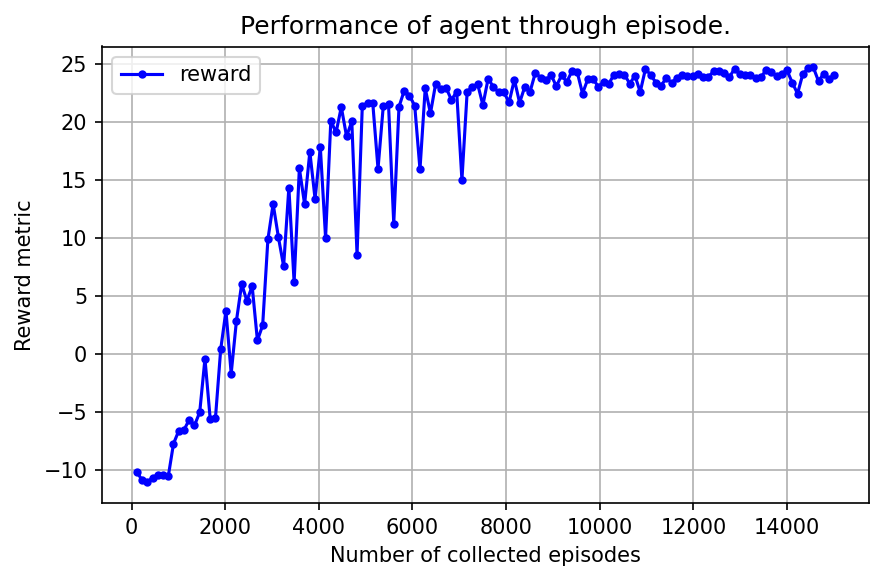 Performance of agent through episode.
reward
Reward metric
25
20
15
10
5
0
−5
−10
0 2000 4000 6000 8000 10000 12000 14000
Number of collected episodes